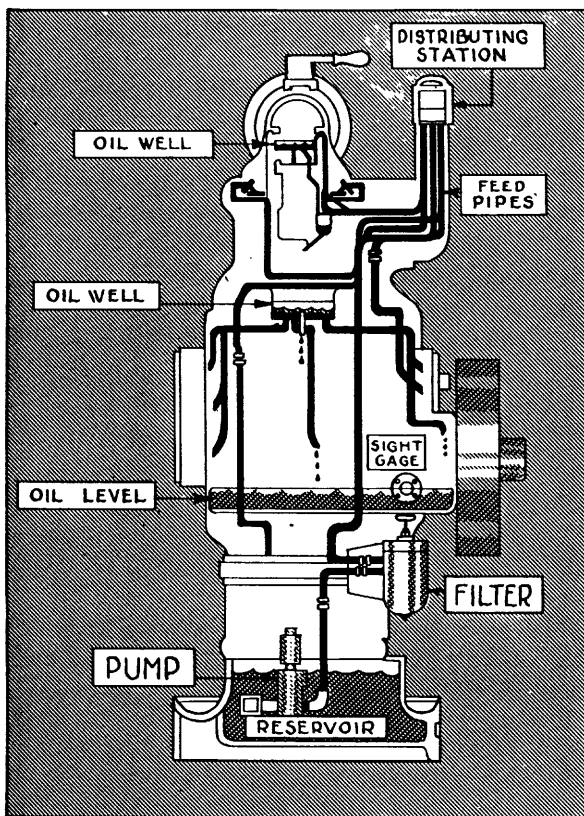 DISTRIBUTING
STATION
OIL WELL
FEED
PIPES
OIL WELL
SIGHT
GAGE
OIL LEVEL
FILTER
PUMP
RESERVOIR